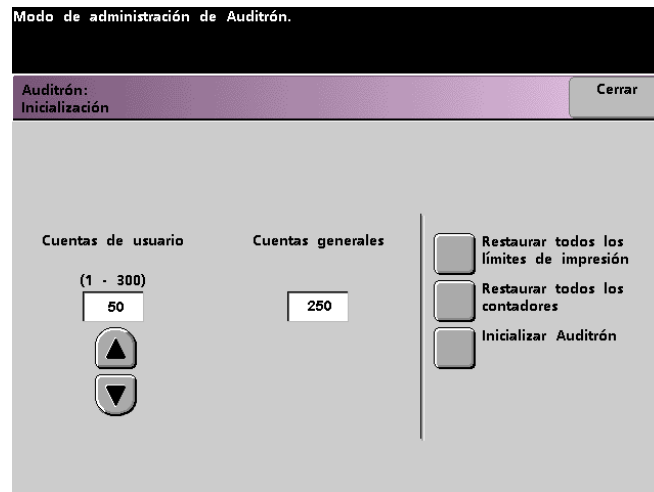 Modo de administración de Auditrón.
Auditrón:
Inicialización
Cerrar
Cuentas de usuario
(1 - 300)
50
Cuentas generales
250
Restaurar todos los
límites de impresión
Restaurar todos los
contadores
Inicializar Auditrón